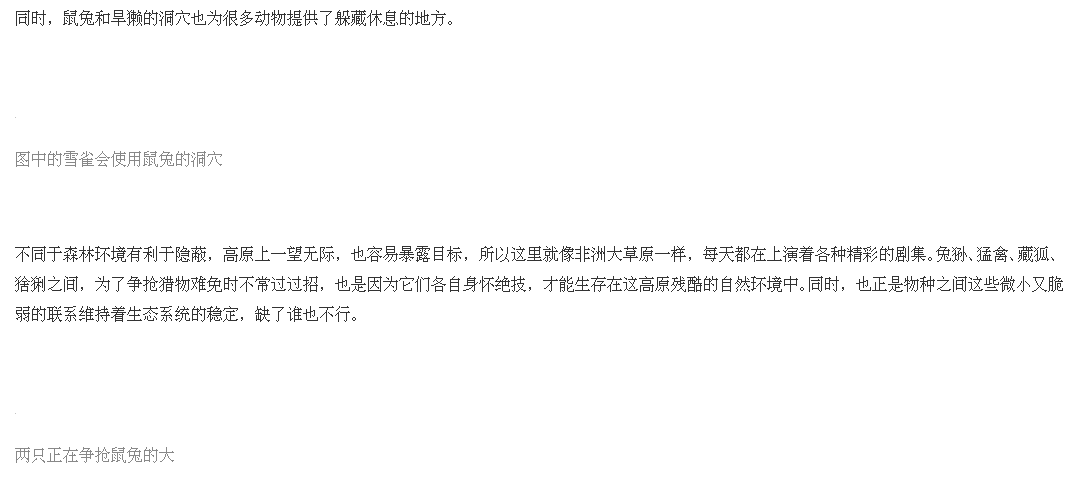 同时，鼠兔和旱獭的洞穴也为很多动物提供了躲藏休息的地方。
图中的雪雀会使用鼠兔的洞穴
不同于森林环境有利于隐蔽，高原上一望无际，也容易暴露目标，所以这里就像非洲大草原一样，每天都在上演着各种精彩的剧集。兔狲、猛禽、藏狐、
猞猁之间，为了争抢猎物难免时不常过过招，也是因为它们各自身怀绝技，才能生存在这高原残酷的自然环境中。同时，也正是物种之间这些微小又脆
弱的联系维持着生态系统的稳定，缺了谁也不行。
两只正在争抢鼠兔的大